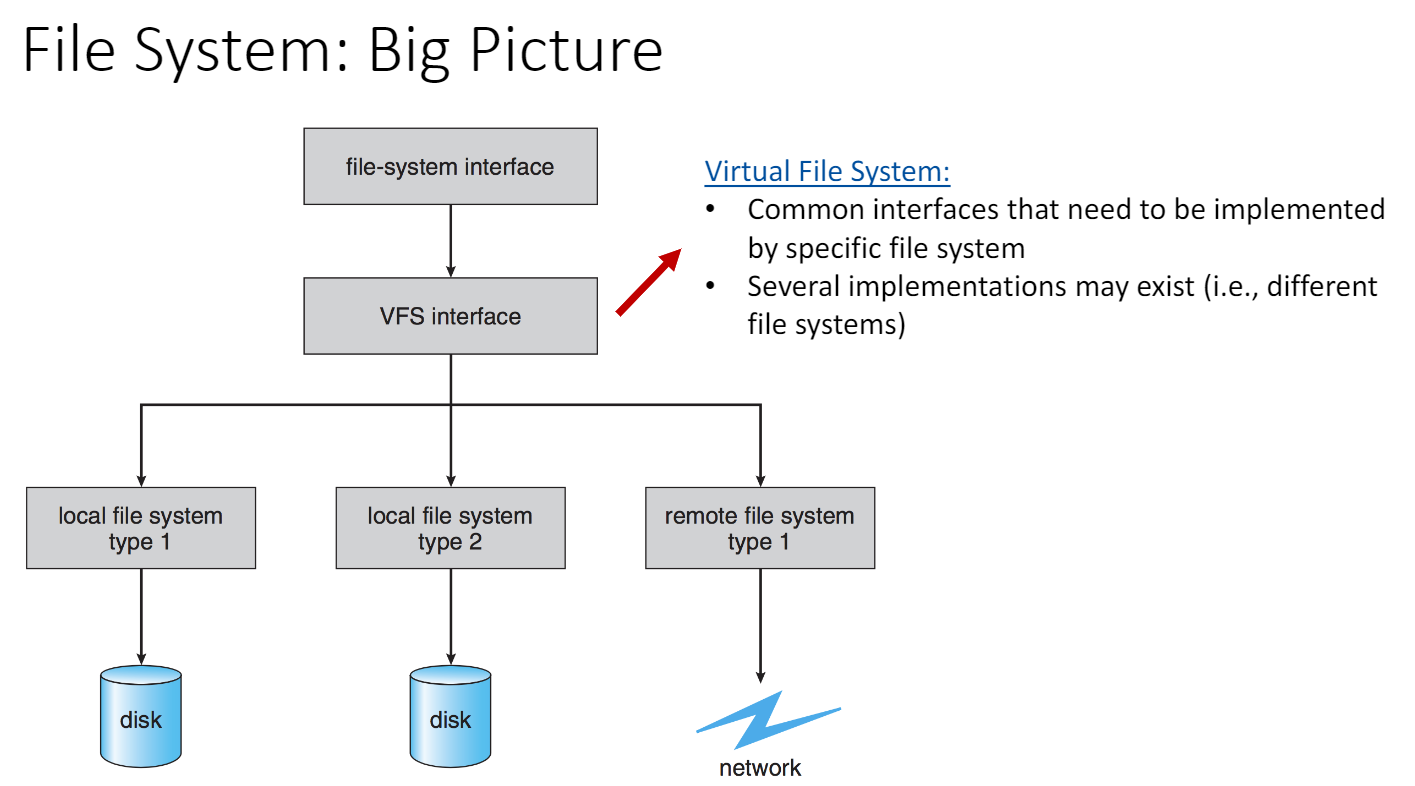 File System: Big Picture
file-system interface
Virtual File System:
• Common interfaces that need to be implemented
by specific file system
• Several implementations may exist (i.e., different
file systems)
VFS interface
local file system
type 1
local file system
type 2
remote file system
type 1
disk
disk
network